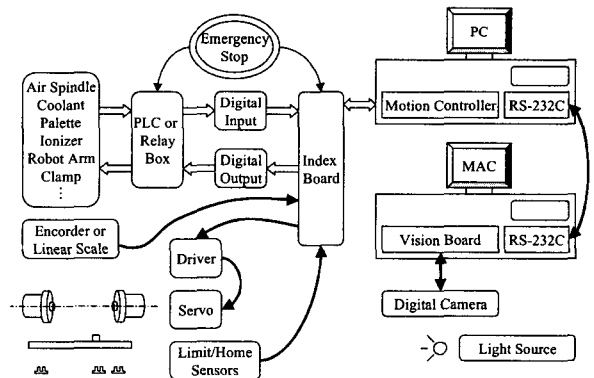 PC
Emergency
Stop
Air Spindle
Coolant
Palette
Ionizer
Robot Arm
Clamp
⋮
PLC or
Relay
Box
Digital
Input
Digital
Output
Index
Board
Motion Controller
RS-232C
MAC
Vision Board
RS-232C
Encorder or
Linear Scale
Driver
Servo
Limit/Home
Sensors
Digital Camera
Light Source